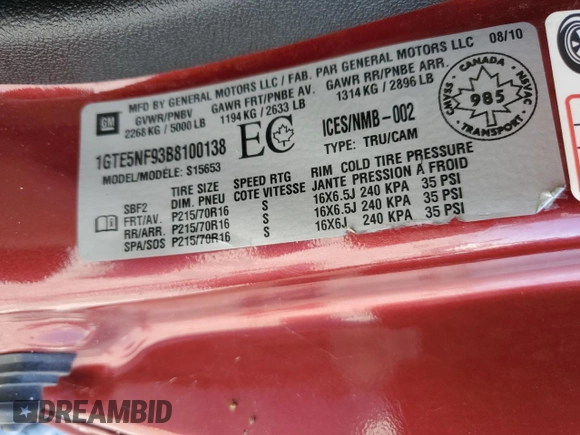 GM
MFD BY GENERAL MOTORS LLC / FAB. PAR GENERAL MOTORS LLC 08/10
GVWR/PNBV GAWR FRT/PNBE AV. GAWR RR/PNBE ARR.
2268 KG / 5000 LB 1194 KG / 2633 LB 1314 KG / 2896 LB
1GTE5NF93B8100138 EC ICES/NMB-002
MODEL/MODÈLE: S15653 TYPE: TRU/CAM
CANADA
CMVSS NSVAC
985
TRANSPORT
TIRE SIZE SPEED RTG RIM COLD TIRE PRESSURE
DIM. PNEU COTE VITESSE JANTE PRESSION À FROID
SBF2
FRT/AV. P215/70R16 S 16X6.5J 240 KPA 35 PSI
RR/ARR. P215/70R16 S 16X6.5J 240 KPA 35 PSI
SPA/SOS P215/70R16 S 16X6J 240 KPA 35 PSI
DREAMBID